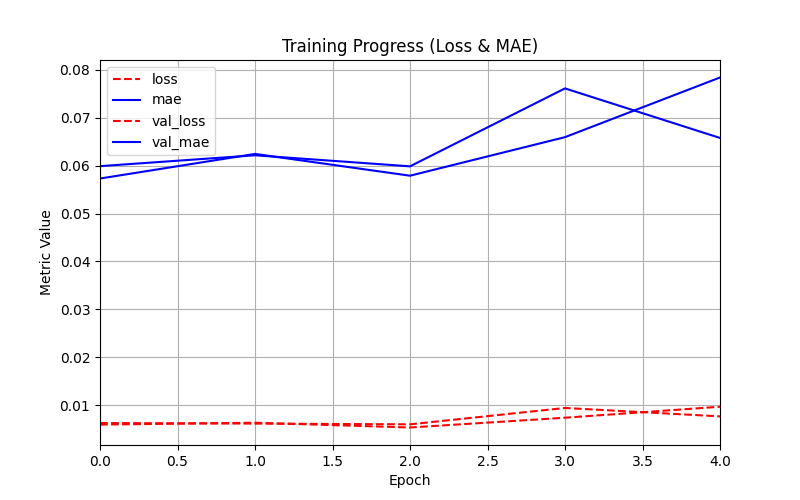 Training Progress (Loss & MAE)
loss
mae
val_loss
val_mae
0.08
0.07
0.06
0.05
0.04
0.03
0.02
0.01
Metric Value
0.0 0.5 1.0 1.5 2.0 2.5 3.0 3.5 4.0
Epoch